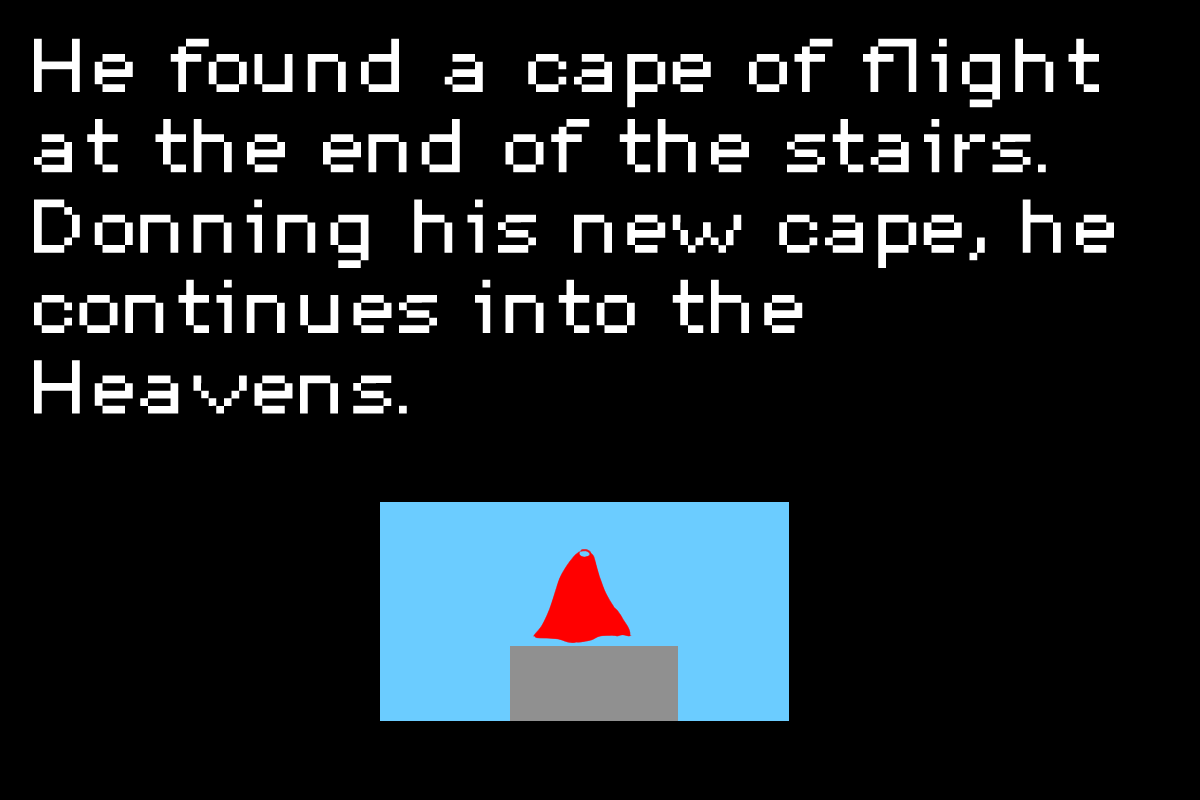 He found a cape of flight
at the end of the stairs.
Donning his new cape, he
continues into the
Heavens.